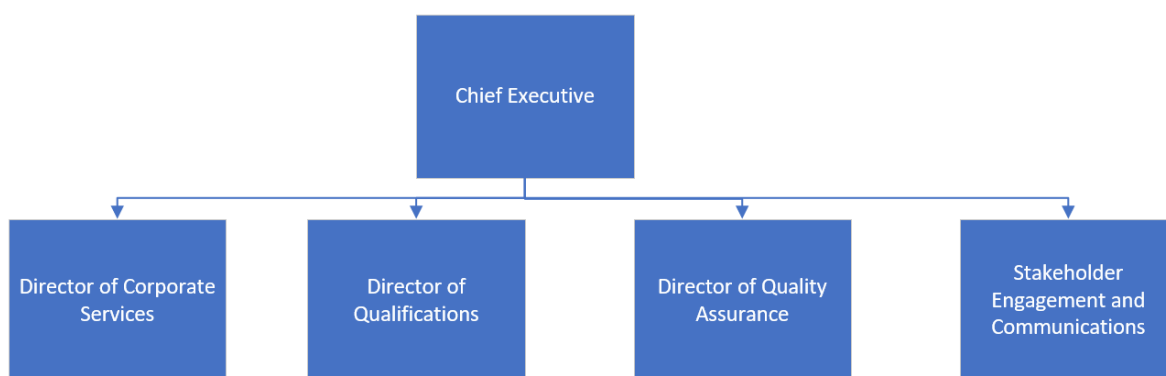 Chief Executive
Director of Corporate
Services
Director of
Qualifications
Director of Quality
Assurance
Stakeholder
Engagement and
Communications